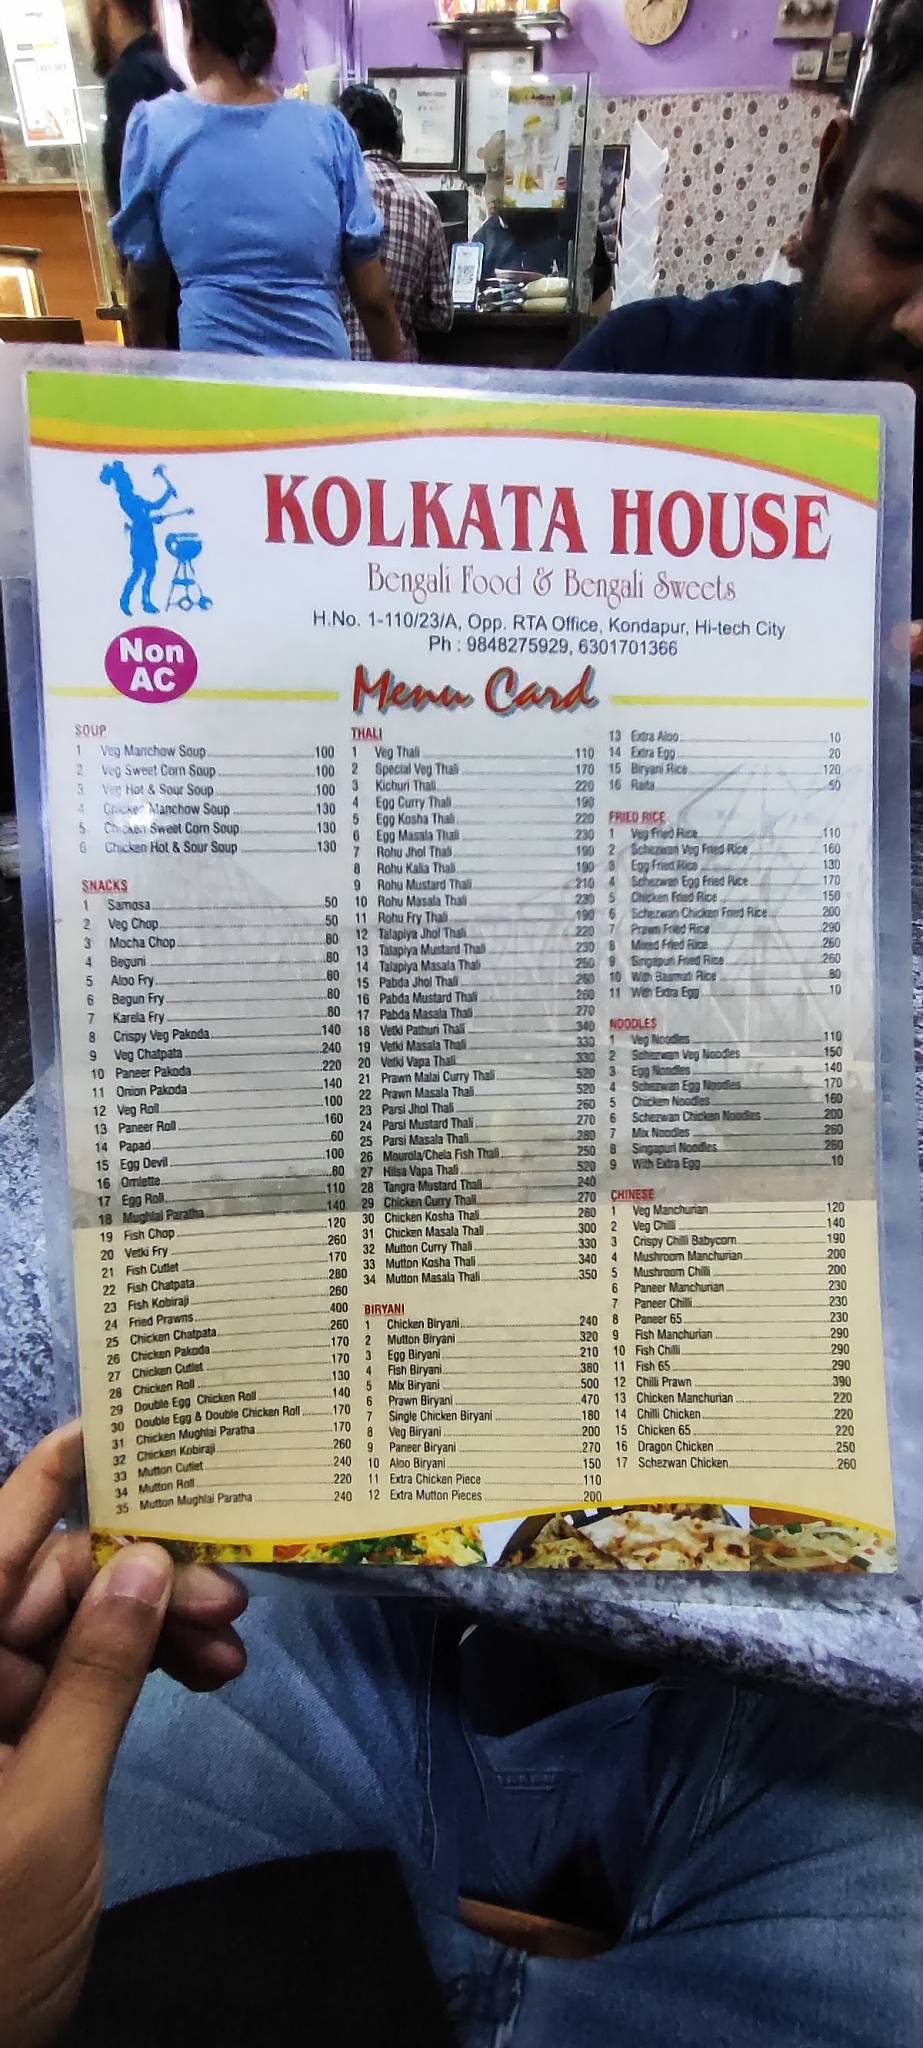 KOLKATA HOUSE
Bengali Food & Bengali Sweets
H.No. 1-110/23/A, Opp. RTA Office, Kondapur, Hi-tech City
Ph : 9848275929, 6301701366
Non
AC
Menu Card
SOUP
1 Veg Manchow Soup 100
2 Veg Sweet Corn Soup 100
3 Veg Hot & Sour Soup 100
4 Chicken Manchow Soup 130
5 Chicken Sweet Corn Soup 130
6 Chicken Hot & Sour Soup 130
SNACKS
1 Samosa 50
2 Veg Chop 50
3 Mocha Chop 80
4 Beguni 80
5 Aloo Fry 80
6 Begun Fry 80
7 Karela Fry 80
8 Crispy Veg Pakoda 140
9 Veg Chatpata 240
10 Paneer Pakoda 220
11 Onion Pakoda 140
12 Veg Roll 100
13 Paneer Roll 160
14 Papad 60
15 Egg Devil 100
16 Omlette 80
17 Egg Roll 110
18 Mughlai Paratha 140
19 Fish Chop 120
20 Vetki Fry 260
21 Fish Cutlet 170
22 Fish Chatpata 280
23 Fish Kobiraji 260
24 Fried Prawns 400
25 Chicken Chatpata 260
26 Chicken Pakoda 170
27 Chicken Cutlet 170
28 Chicken Roll 130
29 Double Egg Chicken Roll 140
30 Double Egg & Double Chicken Roll 170
31 Chicken Mughlai Paratha 170
32 Chicken Kobiraji 260
33 Mutton Cutlet 240
34 Mutton Roll 220
35 Mutton Mughlai Paratha 240
THALI
1 Veg Thali 110
2 Special Veg Thali 170
3 Kichuri Thali 220
4 Egg Curry Thali 190
5 Egg Kosha Thali 220
6 Egg Masala Thali 230
7 Rohu Jhol Thali 190
8 Rohu Kalia Thali 190
9 Rohu Mustard Thali 210
10 Rohu Masala Thali 230
11 Rohu Fry Thali 190
12 Talapiya Jhol Thali 220
13 Talapiya Mustard Thali 230
14 Talapiya Masala Thali 250
15 Pabda Jhol Thali 260
16 Pabda Mustard Thali 260
17 Pabda Masala Thali 270
18 Vetki Pathuri Thali 340
19 Vetki Masala Thali 330
20 Vetki Vapa Thali 330
21 Prawn Malai Curry Thali 520
22 Prawn Masala Thali 520
23 Parsi Jhol Thali 260
24 Parsi Mustard Thali 270
25 Parsi Masala Thali 280
26 Mourola/Chela Fish Thali 250
27 Hilsa Vapa Thali 520
28 Tangra Mustard Thali 240
29 Chicken Curry Thali 270
30 Chicken Kosha Thali 280
31 Chicken Masala Thali 300
32 Mutton Curry Thali 330
33 Mutton Kosha Thali 340
34 Mutton Masala Thali 350
BIRYANI
1 Chicken Biryani 240
2 Mutton Biryani 320
3 Egg Biryani 210
4 Fish Biryani 380
5 Mix Biryani 500
6 Prawn Biryani 470
7 Single Chicken Biryani 180
8 Veg Biryani 200
9 Paneer Biryani 270
10 Aloo Biryani 150
11 Extra Chicken Piece 110
12 Extra Mutton Pieces 200
13 Extra Aloo 10
14 Extra Egg 20
15 Biryani Rice 120
16 Raita 50
FRIED RICE
1 Veg Fried Rice 110
2 Schezwan Veg Fried Rice 160
3 Egg Fried Rice 130
4 Schezwan Egg Fried Rice 170
5 Chicken Fried Rice 150
6 Schezwan Chicken Fried Rice 200
7 Prawn Fried Rice 290
8 Mixed Fried Rice 260
9 Singapuri Fried Rice 260
10 With Basmati Rice 80
11 With Extra Egg 10
NOODLES
1 Veg Noodles 110
2 Schezwan Veg Noodles 150
3 Egg Noodles 140
4 Schezwan Egg Noodles 170
5 Chicken Noodles 160
6 Schezwan Chicken Noodles 200
7 Mix Noodles 260
8 Singapuri Noodles 260
9 With Extra Egg 10
CHINESE
1 Veg Manchurian 120
2 Veg Chilli 140
3 Crispy Chilli Babycorn 190
4 Mushroom Manchurian 200
5 Mushroom Chilli 200
6 Paneer Manchurian 230
7 Paneer Chilli 230
8 Paneer 65 230
9 Fish Manchurian 290
10 Fish Chilli 290
11 Fish 65 290
12 Chilli Prawn 390
13 Chicken Manchurian 220
14 Chilli Chicken 220
15 Chicken 65 220
16 Dragon Chicken 250
17 Schezwan Chicken 260